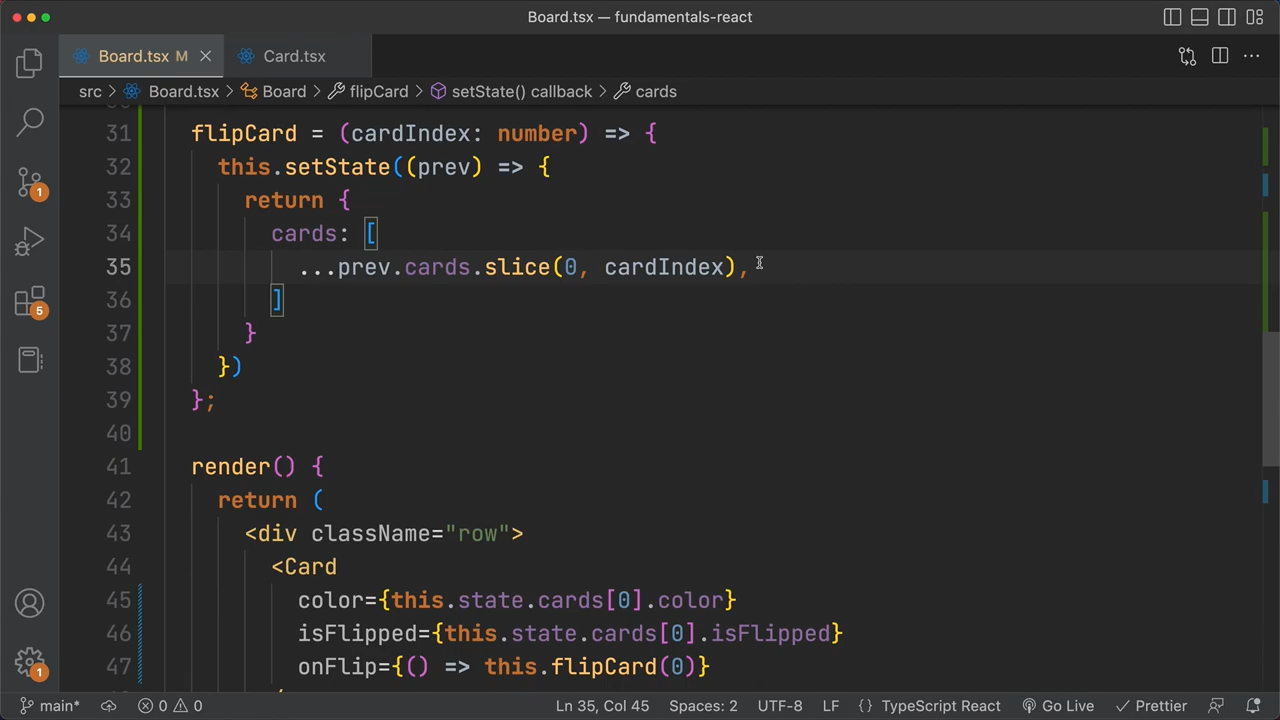 Board.tsx — fundamentals-react
Board.tsx M
Card.tsx
src > Board.tsx > Board > flipCard > setState() callback > cards
31 flipCard = (cardIndex: number) => {
32 this.setState((prev) => {
33 return {
34 cards: [
35 ...prev.cards.slice(0, cardIndex),
36 ]
37 }
38 })
39 };
40
41 render() {
42 return (
43 <div className="row">
44 <Card
45 color={this.state.cards[0].color}
46 isFlipped={this.state.cards[0].isFlipped}
47 onFlip={() => this.flipCard(0)}
1
5
1
main* 0 0 Ln 35, Col 45 Spaces: 2 UTF-8 LF {} TypeScript React Go Live Prettier